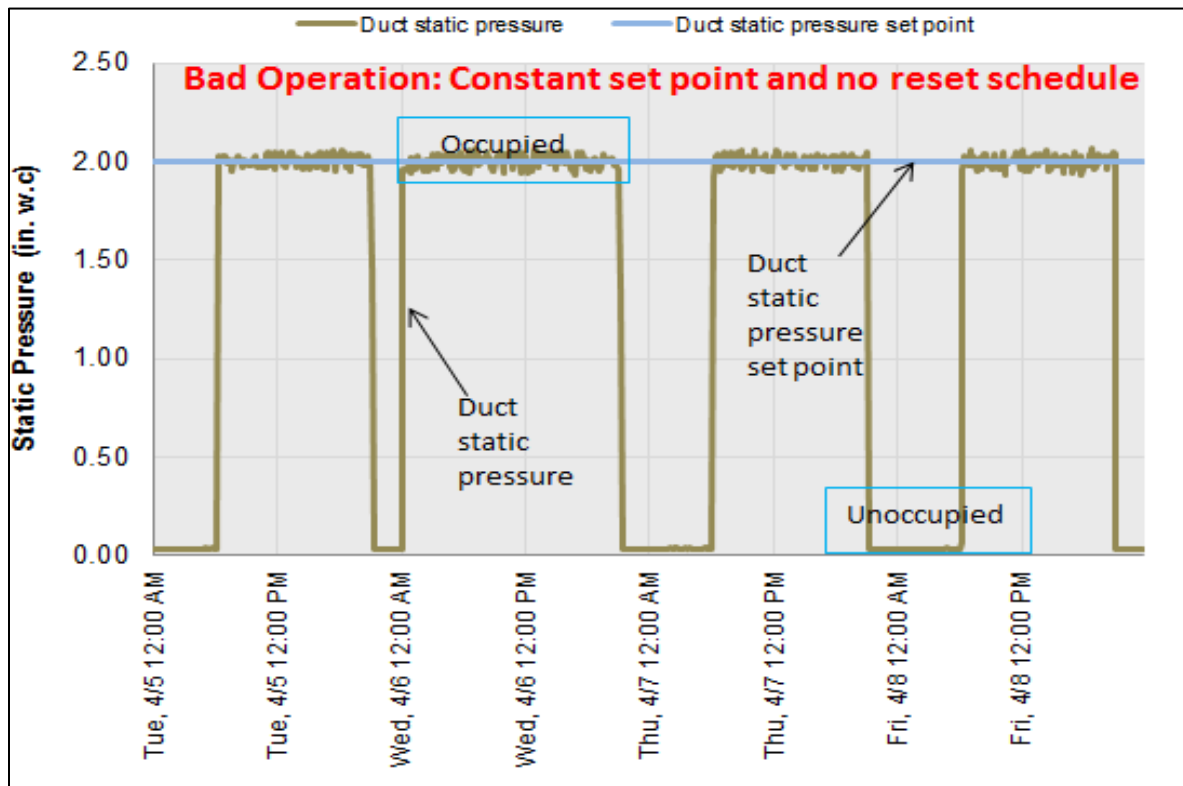 Duct static pressure
Duct static pressure set point
Bad Operation: Constant set point and no reset schedule
Static Pressure (in. w.c)
2.50
2.00
1.50
1.00
0.50
0.00
Occupied
Duct
static
pressure
Duct
static
pressure
set point
Unoccupied
Tue, 4/5 12:00 AM
Tue, 4/5 12:00 PM
Wed, 4/6 12:00 AM
Wed, 4/6 12:00 PM
Thu, 4/7 12:00 AM
Thu, 4/7 12:00 PM
Fri, 4/8 12:00 AM
Fri, 4/8 12:00 PM